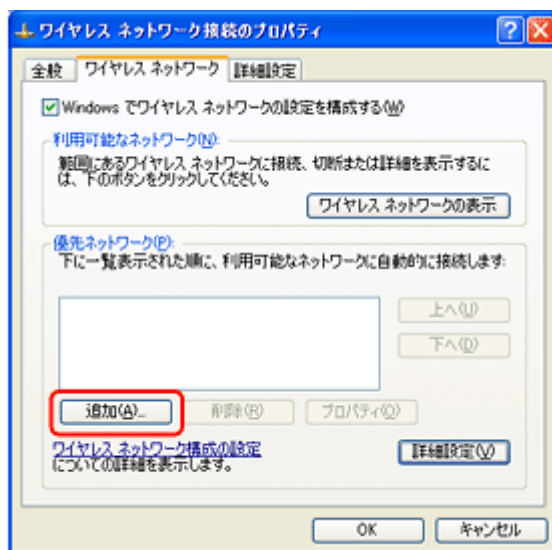 ワイヤレス ネットワーク接続のプロパティ
全般 ワイヤレス ネットワーク 詳細設定
Windows でワイヤレス ネットワークの設定を構成する(W)
利用可能なネットワーク(N):
範囲にあるワイヤレス ネットワークに接続、切断または詳細を表示するに
は、下のボタンをクリックしてください。
ワイヤレス ネットワークの表示
優先ネットワーク(P):
下に一覧表示された順に、利用可能なネットワークに自動的に接続します:
上へ(U)
下へ(D)
追加(A)... 削除(R) プロパティ(O)
ワイヤレス ネットワーク構成の設定
についての詳細を表示します。
詳細設定(V)
OK キャンセル